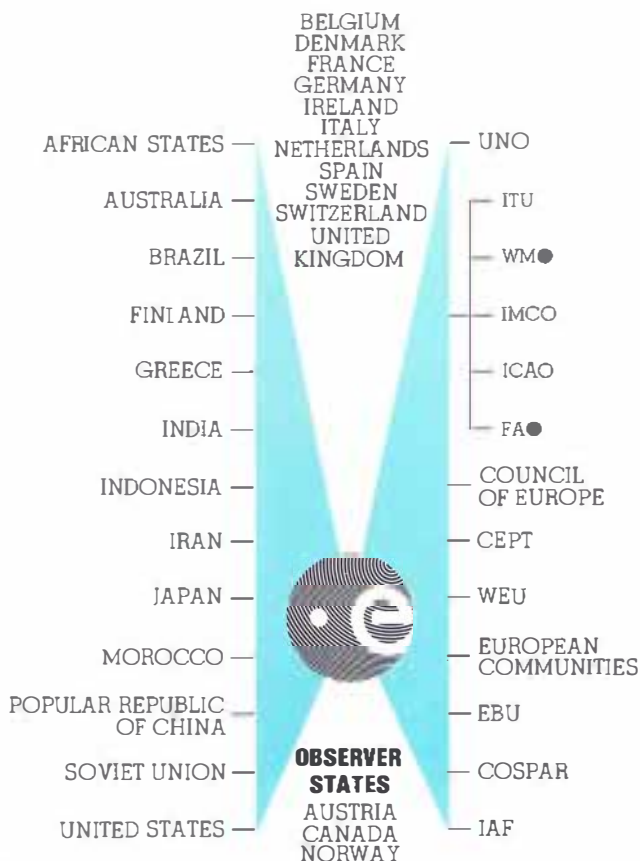 BELGIUM
DENMARK
FRANCE
GERMANY
IRELAND
ITALY
NETHERLANDS
SPAIN
SWEDEN
SWITZERLAND
UNITED
KINGDOM
AFRICAN STATES
AUSTRALIA
BRAZIL
FINLAND
GREECE
INDIA
INDONESIA
IRAN
JAPAN
MOROCCO
POPULAR REPUBLIC
OF CHINA
SOVIET UNION
UNITED STATES
UNO
ITU
WM●
IMCO
ICAO
FA●
COUNCIL
OF EUROPE
CEPT
WEU
EUROPEAN
COMMUNITIES
EBU
COSPAR
IAF
OBSERVER
STATES
AUSTRIA
CANADA
NORWAY